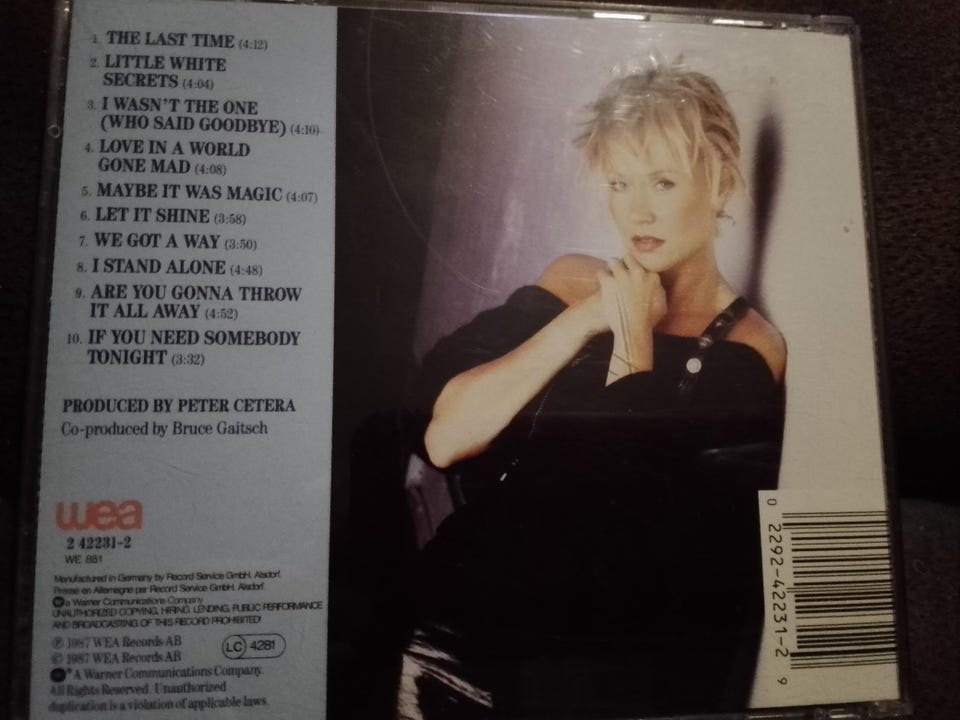 1. THE LAST TIME (4:12)
2. LITTLE WHITE
SECRETS (4:04)
3. I WASN'T THE ONE
(WHO SAID GOODBYE) (4:10)
4. LOVE IN A WORLD
GONE MAD (4:08)
5. MAYBE IT WAS MAGIC (4:07)
6. LET IT SHINE (3:58)
7. WE GOT A WAY (3:50)
8. I STAND ALONE (4:48)
9. ARE YOU GONNA THROW
IT ALL AWAY (4:52)
10. IF YOU NEED SOMEBODY
TONIGHT (3:32)
PRODUCED BY PETER CETERA
Co-produced by Bruce Gaitsch
wea
2 42231-2
WE 881
Manufactured in Germany by Record Service GmbH, Alsdorf.
Pressé en Allemagne par Record Service GmbH, Alsdorf.
a Warner Communications Company
UNAUTHORIZED COPYING, HIRING, LENDING, PUBLIC PERFORMANCE
AND BROADCASTING OF THIS RECORD PROHIBITED!
℗ 1987 WEA Records AB
© 1987 WEA Records AB
LC 4281
A Warner Communications Company.
All Rights Reserved. Unauthorized
duplication is a violation of applicable laws.
0 2292-42231-2 9